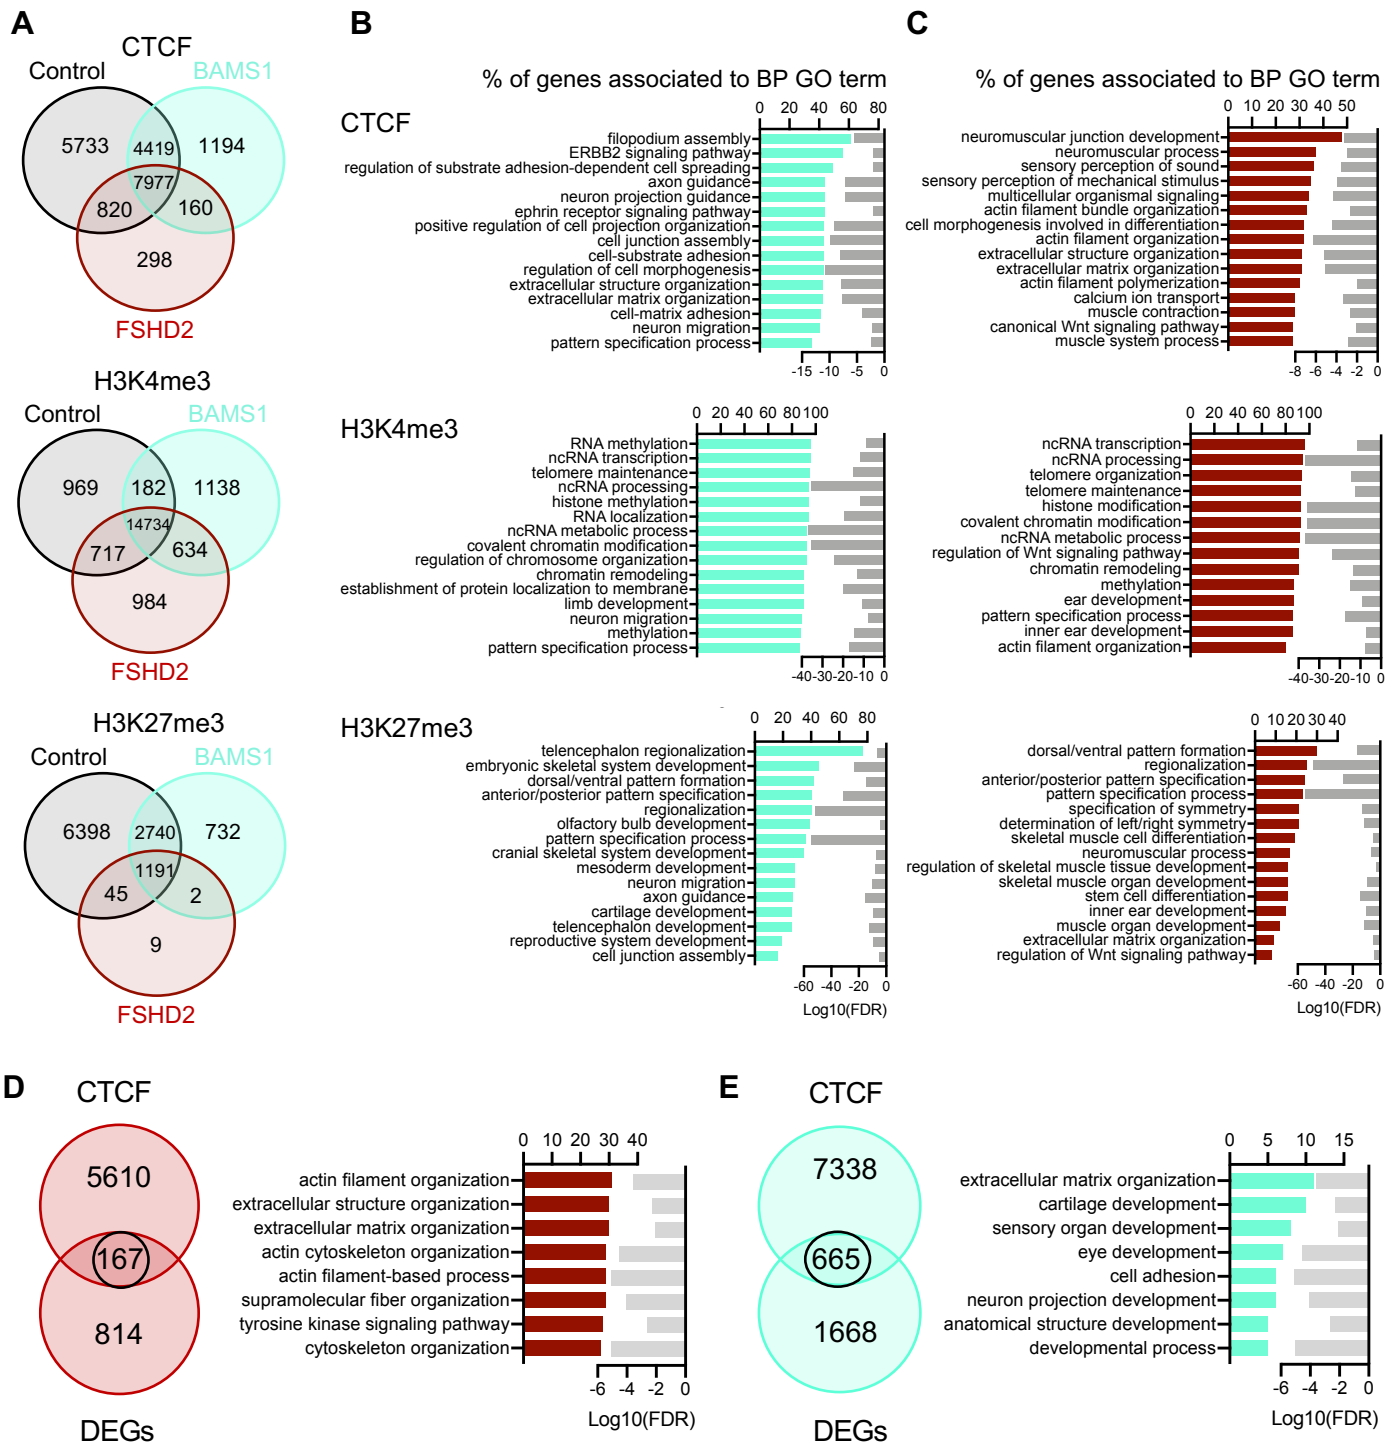 A
CTCF
Control
BAMS1
5733
4419
1194
7977
820
160
298
FSHD2
H3K4me3
Control
BAMS1
969
182
1138
14734
717
634
984
FSHD2
H3K27me3
Control
BAMS1
6398
2740
732
1191
45
2
9
FSHD2
B
% of genes associated to BP GO term
CTCF
0 20 40 60 80
filopodium assembly
ERBB2 signaling pathway
regulation of substrate adhesion-dependent cell spreading
axon guidance
neuron projection guidance
ephrin receptor signaling pathway
positive regulation of cell projection organization
cell junction assembly
cell-substrate adhesion
regulation of cell morphogenesis
extracellular structure organization
extracellular matrix organization
cell-matrix adhesion
neuron migration
pattern specification process
-15 -10 -5 0
H3K4me3
0 20 40 60 80 100
RNA methylation
ncRNA transcription
telomere maintenance
ncRNA processing
histone methylation
RNA localization
ncRNA metabolic process
covalent chromatin modification
regulation of chromosome organization
chromatin remodeling
establishment of protein localization to membrane
limb development
neuron migration
methylation
pattern specification process
-40 -30 -20 -10 0
H3K27me3
0 20 40 60 80
telencephalon regionalization
embryonic skeletal system development
dorsal/ventral pattern formation
anterior/posterior pattern specification
regionalization
olfactory bulb development
pattern specification process
cranial skeletal system development
mesoderm development
neuron migration
axon guidance
cartilage development
telencephalon development
reproductive system development
cell junction assembly
-60 -40 -20 0
Log10(FDR)
C
% of genes associated to BP GO term
0 10 20 30 40 50
neuromuscular junction development
neuromuscular process
sensory perception of sound
sensory perception of mechanical stimulus
multicellular organismal signaling
actin filament bundle organization
cell morphogenesis involved in differentiation
actin filament organization
extracellular structure organization
extracellular matrix organization
actin filament polymerization
calcium ion transport
muscle contraction
canonical Wnt signaling pathway
muscle system process
-8 -6 -4 -2 0
0 20 40 60 80 100
ncRNA transcription
ncRNA processing
telomere organization
telomere maintenance
histone modification
covalent chromatin modification
ncRNA metabolic process
regulation of Wnt signaling pathway
chromatin remodeling
methylation
ear development
pattern specification process
inner ear development
actin filament organization
-40 -30 -20 -10 0
0 10 20 30 40
dorsal/ventral pattern formation
regionalization
anterior/posterior pattern specification
pattern specification process
specification of symmetry
determination of left/right symmetry
skeletal muscle cell differentiation
neuromuscular process
regulation of skeletal muscle tissue development
skeletal muscle organ development
stem cell differentiation
inner ear development
muscle organ development
extracellular matrix organization
regulation of Wnt signaling pathway
-60 -40 -20 0
Log10(FDR)
D
CTCF
5610
167
814
DEGs
0 10 20 30 40
actin filament organization
extracellular structure organization
extracellular matrix organization
actin cytoskeleton organization
actin filament-based process
supramolecular fiber organization
tyrosine kinase signaling pathway
cytoskeleton organization
-6 -4 -2 0
Log10(FDR)
E
CTCF
7338
665
1668
DEGs
0 5 10 15
extracellular matrix organization
cartilage development
sensory organ development
eye development
cell adhesion
neuron projection development
anatomical structure development
developmental process
-6 -4 -2 0
Log10(FDR)